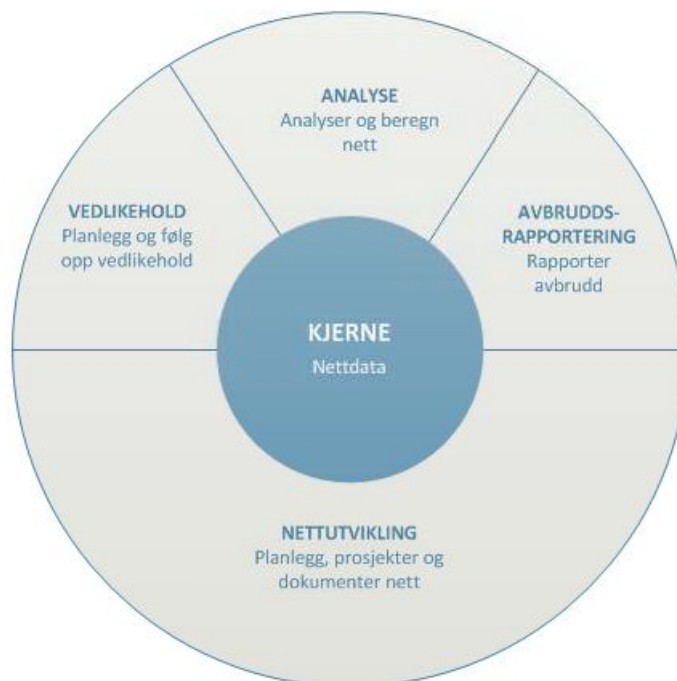 ANALYSE
Analyser og beregn
nett
VEDLIKEHOLD
Planlegg og følg
opp vedlikehold
AVBRUDDS-
RAPPORTERING
Rapporter
avbrudd
KJERNE
Nettdata
NETTUTVIKLING
Planlegg, prosjekter og
dokumenter nett